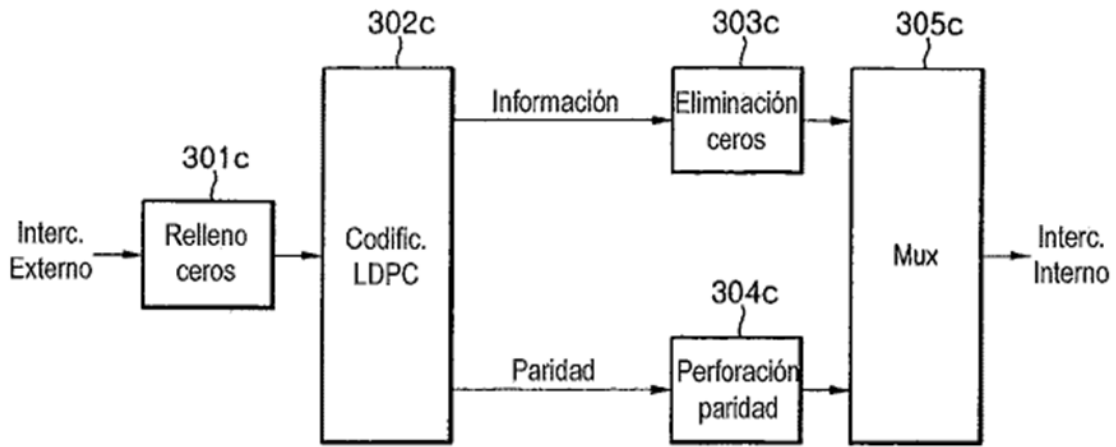 302c
303c
305c
Información
Eliminación
ceros
301c
Interc.
Externo
Relleno
ceros
Codific.
LDPC
Mux
Interc.
Interno
304c
Paridad
Perforación
paridad